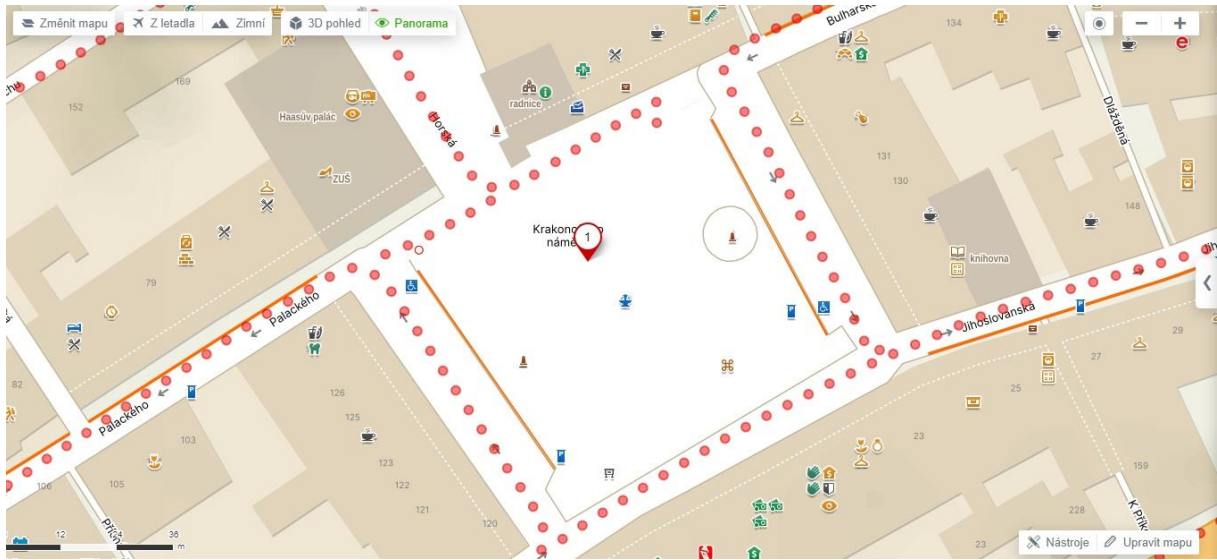 Změnit mapu
Z letadla
Zimní
3D pohled
Panorama
Bulharská
134
169
152
radnice
Haasův palác
Horská
ZUŠ
Dlážděná
131
130
148
knihovna
79
1
Palackého
Jihoslovanská
29
27
25
82
126
125
103
Palackého
123
122
121
120
105
106
23
159
228
23
12
24
36
m
Nástroje
Upravit mapu